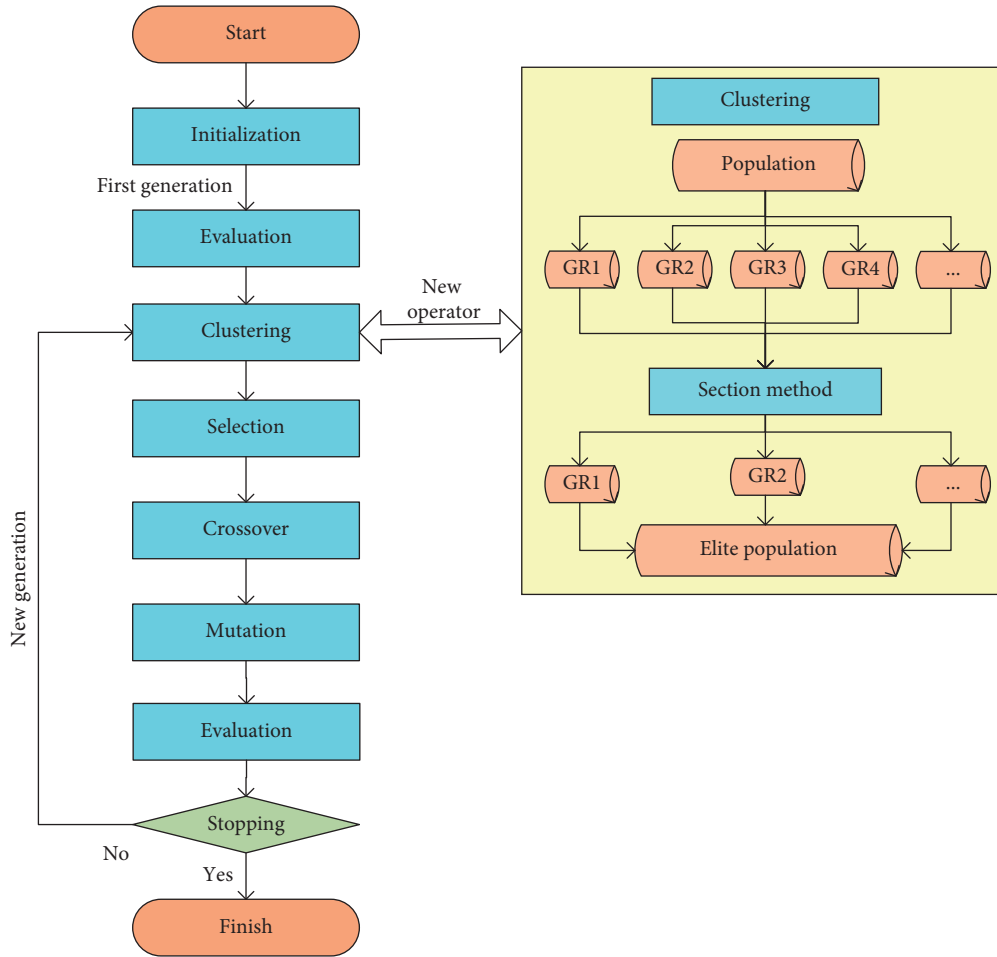 Start
Initialization
First generation
Evaluation
Clustering
New
operator
Selection
Crossover
Mutation
Evaluation
Stopping
No
Yes
Finish
New generation
Clustering
Population
GR1
GR2
GR3
GR4
...
Section method
GR1
GR2
...
Elite population